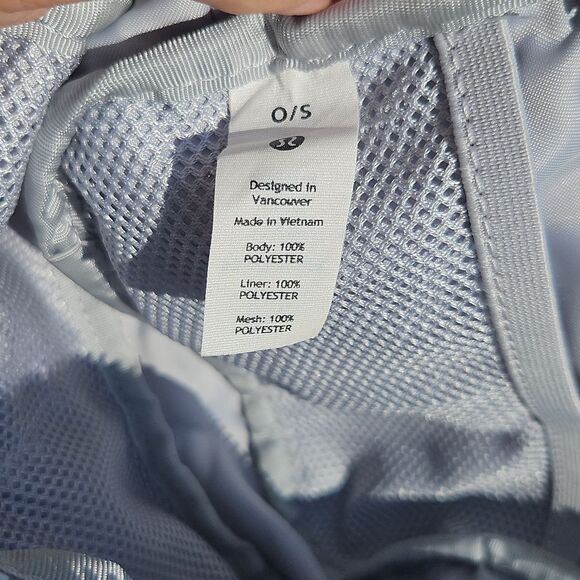 O/S
Designed in
Vancouver
Made in Vietnam
Body: 100%
POLYESTER
Liner: 100%
POLYESTER
Mesh: 100%
POLYESTER